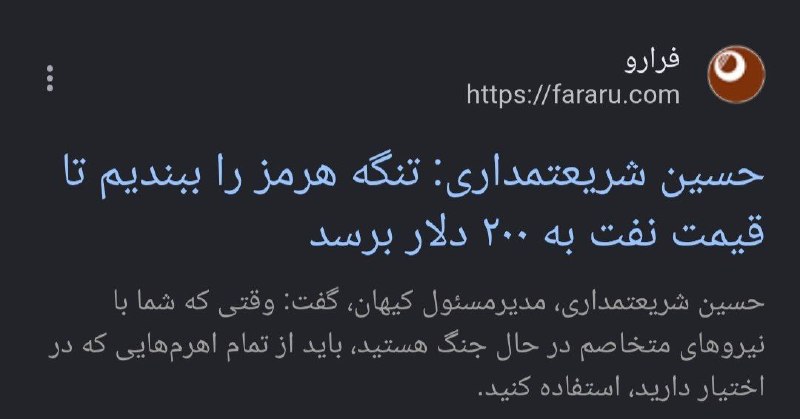 فرارو
https://fararu.com
حسین شریعتمداری: تنگه هرمز را ببندیم تا
قیمت نفت به ۲۰۰ دلار برسد
حسین شریعتمداری، مدیرمسئول کیهان، گفت: وقتی که شما با
نیروهای متخاصم در حال جنگ هستید، باید از تمام اهرم‌هایی که در
اختیار دارید، استفاده کنید.